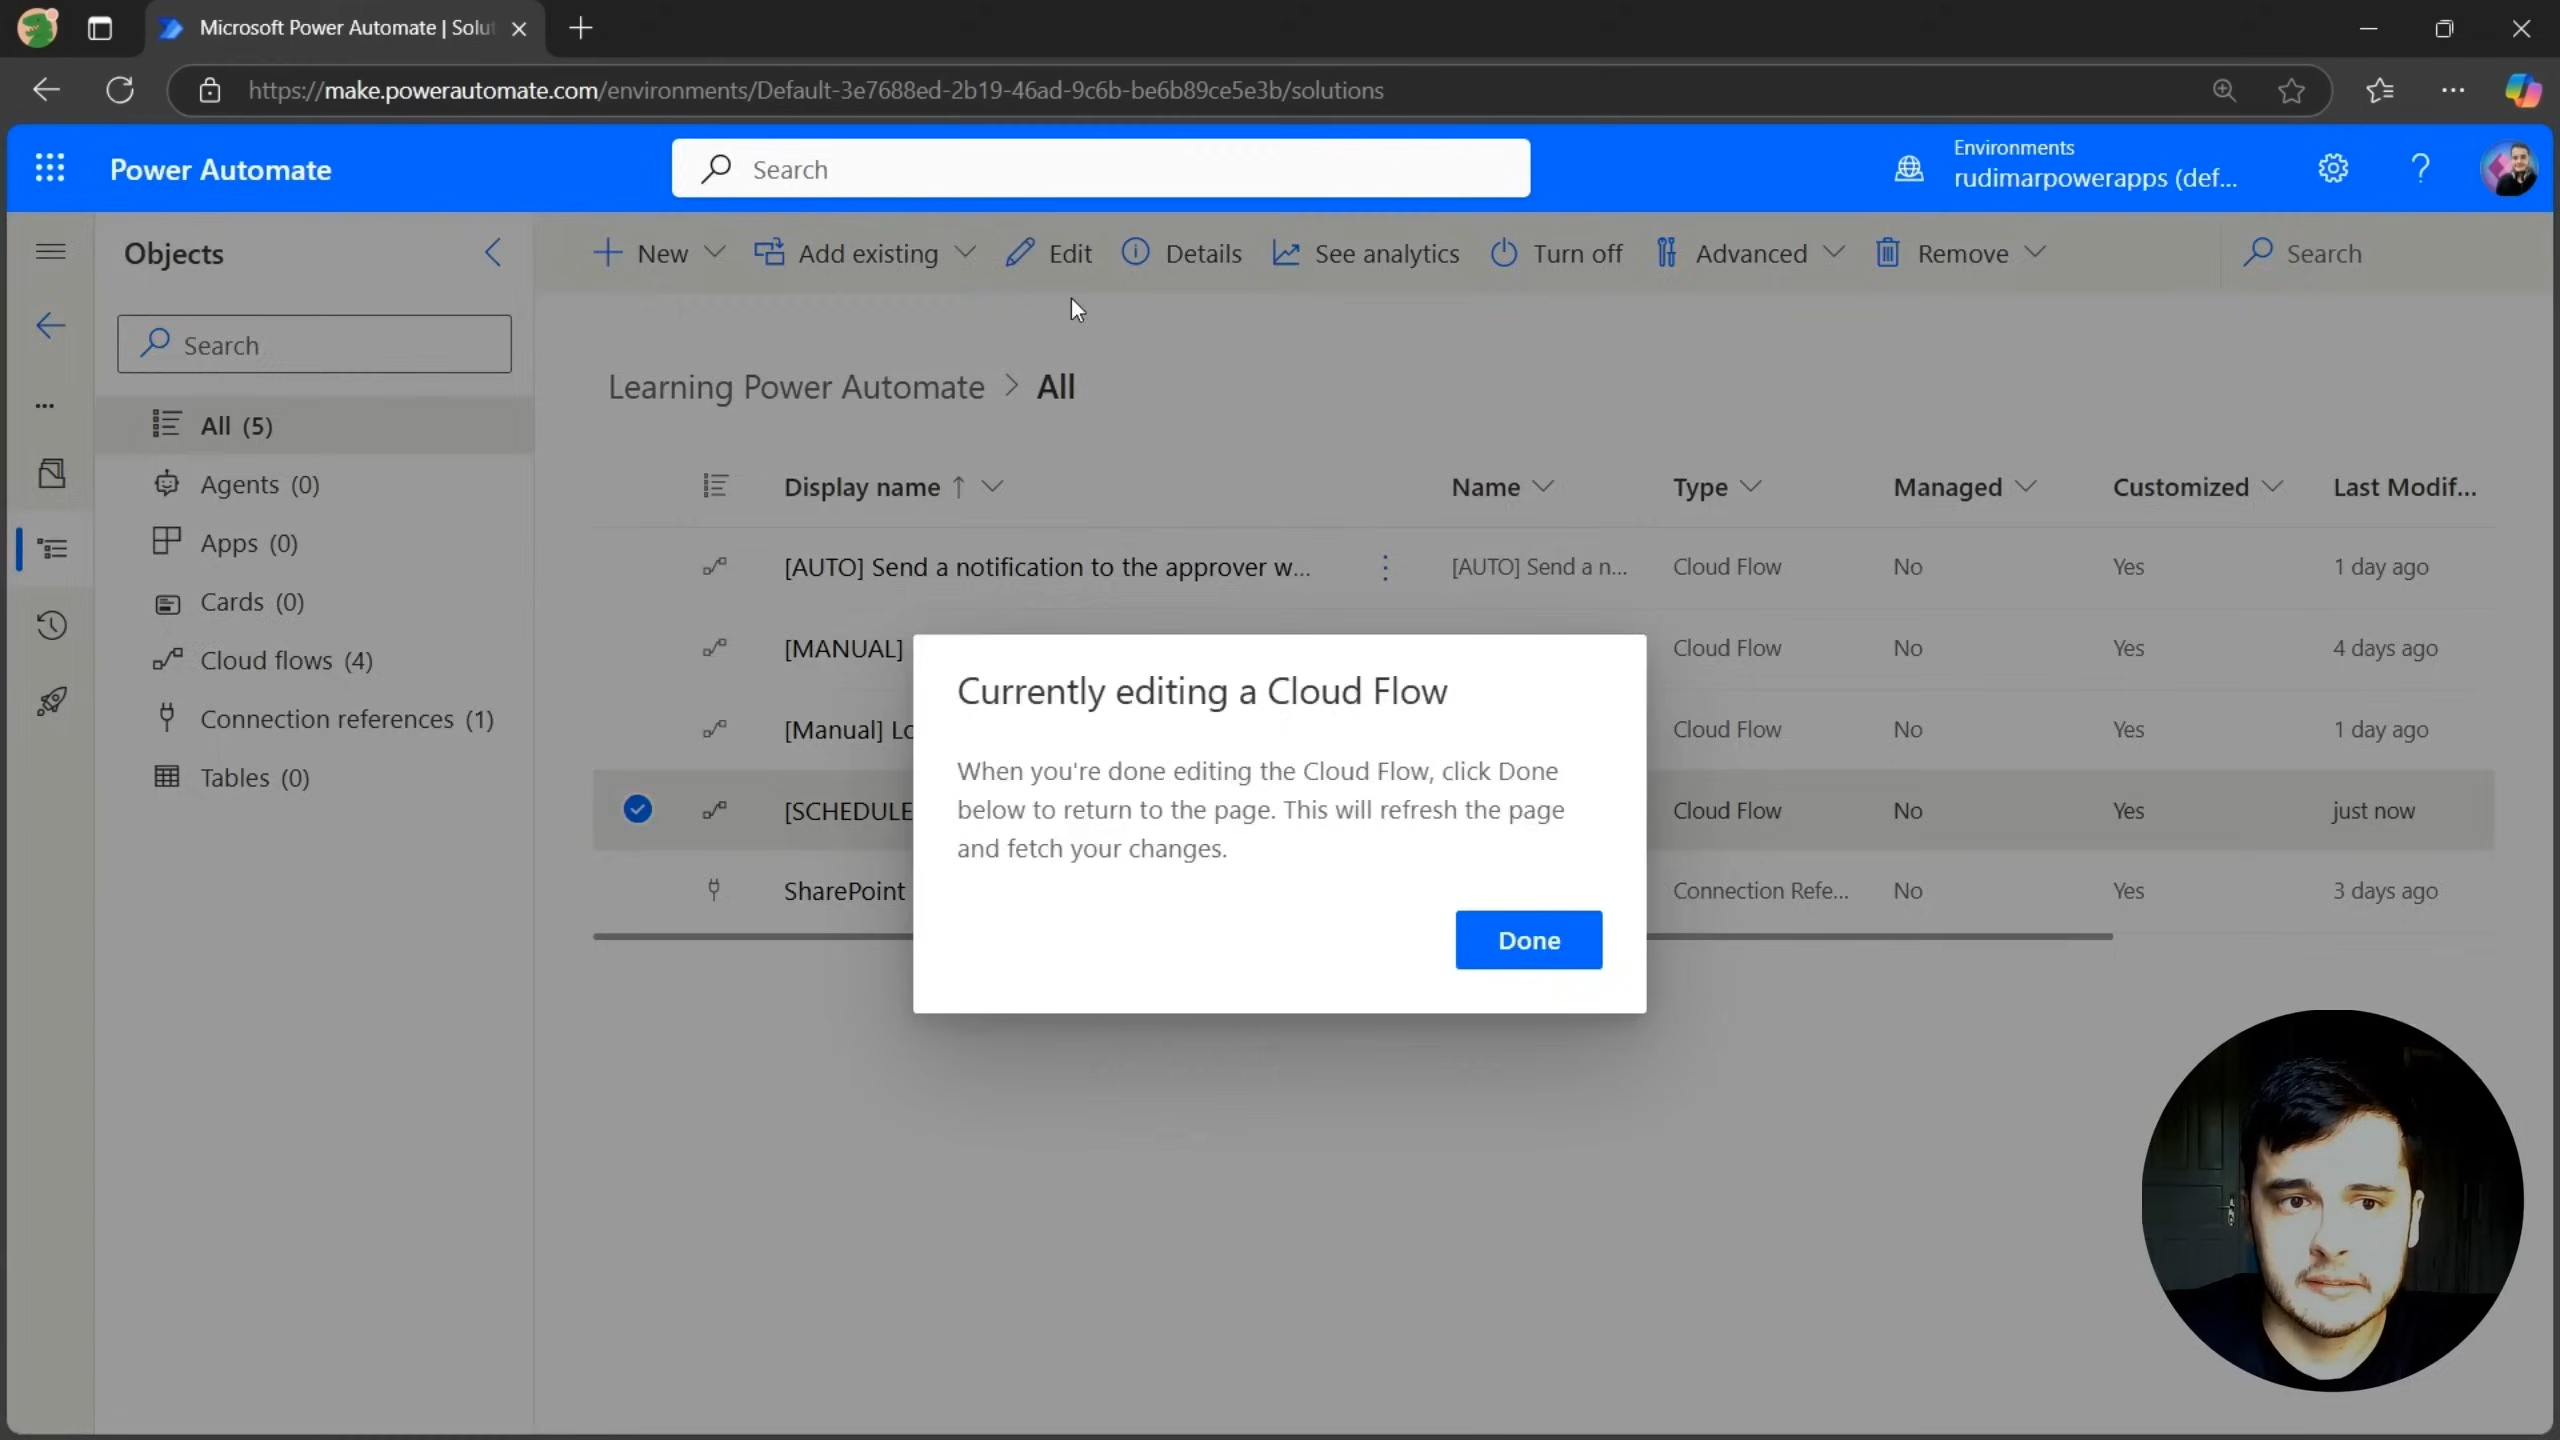 Microsoft Power Automate | Solut
https://make.powerautomate.com/environments/Default-3e7688ed-2b19-46ad-9c6b-be6b89ce5e3b/solutions
Power Automate
Search
Environments
rudimarpowerapps (def...
Objects
New
Add existing
Edit
Details
See analytics
Turn off
Advanced
Remove
Search
Search
All (5)
Agents (0)
Apps (0)
Cards (0)
Cloud flows (4)
Connection references (1)
Tables (0)
Learning Power Automate > All
Display name Name Type Managed Customized Last Modif...
[AUTO] Send a notification to the approver w... [AUTO] Send a n... Cloud Flow No Yes 1 day ago
[MANUAL] Cloud Flow No Yes 4 days ago
[Manual] Lo Cloud Flow No Yes 1 day ago
[SCHEDULE Cloud Flow No Yes just now
SharePoint Connection Refe... No Yes 3 days ago
Currently editing a Cloud Flow
When you're done editing the Cloud Flow, click Done
below to return to the page. This will refresh the page
and fetch your changes.
Done